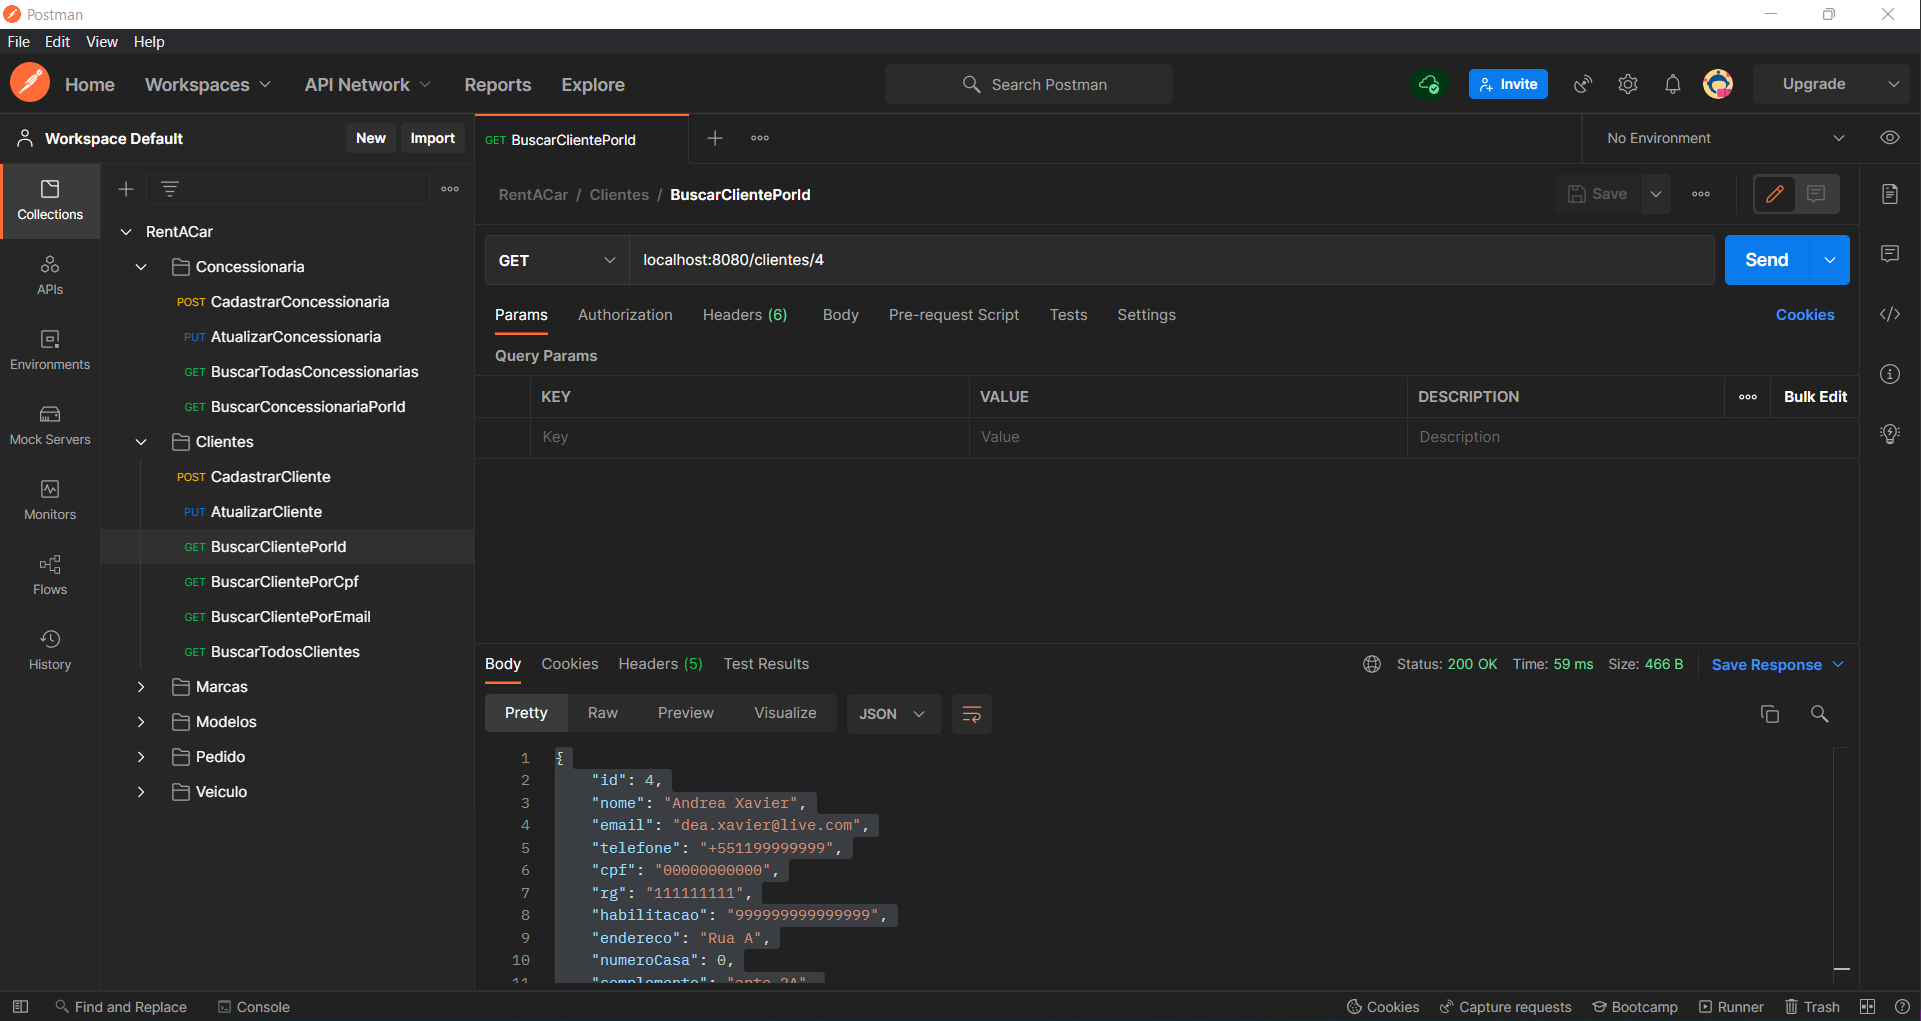 Postman
File Edit View Help
Home Workspaces API Network Reports Explore Search Postman Invite Upgrade
Workspace Default New Import
GET BuscarClientePorId
No Environment
Collections
APIs
Environments
Mock Servers
Monitors
Flows
History
RentACar
Concessionaria
POST CadastrarConcessionaria
PUT AtualizarConcessionaria
GET BuscarTodasConcessionarias
GET BuscarConcessionariaPorId
Clientes
POST CadastrarCliente
PUT AtualizarCliente
GET BuscarClientePorId
GET BuscarClientePorCpf
GET BuscarClientePorEmail
GET BuscarTodosClientes
Marcas
Modelos
Pedido
Veiculo
RentACar / Clientes / BuscarClientePorId
Save
GET localhost:8080/clientes/4 Send
Params Authorization Headers (6) Body Pre-request Script Tests Settings Cookies
Query Params
KEY VALUE DESCRIPTION Bulk Edit
Key Value Description
Body Cookies Headers (5) Test Results Status: 200 OK Time: 59 ms Size: 466 B Save Response
Pretty Raw Preview Visualize JSON
1 {
2 "id": 4,
3 "nome": "Andrea Xavier",
4 "email": "dea.xavier@live.com",
5 "telefone": "+551199999999",
6 "cpf": "00000000000",
7 "rg": "111111111",
8 "habilitacao": "999999999999999",
9 "endereco": "Rua A",
10 "numeroCasa": 0,
11 "complemento": "apto 2A"
Find and Replace Console Cookies Capture requests Bootcamp Runner Trash